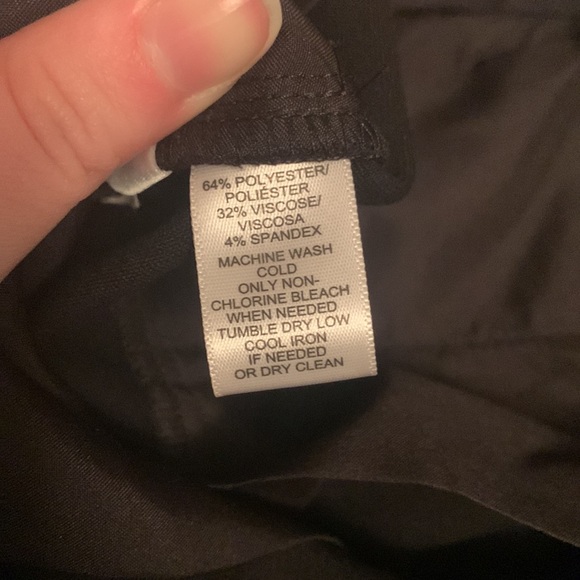 64% POLYESTER/
POLIÉSTER
32% VISCOSE/
VISCOSA
4% SPANDEX
MACHINE WASH
COLD
ONLY NON-
CHLORINE BLEACH
WHEN NEEDED
TUMBLE DRY LOW
COOL IRON
IF NEEDED
OR DRY CLEAN